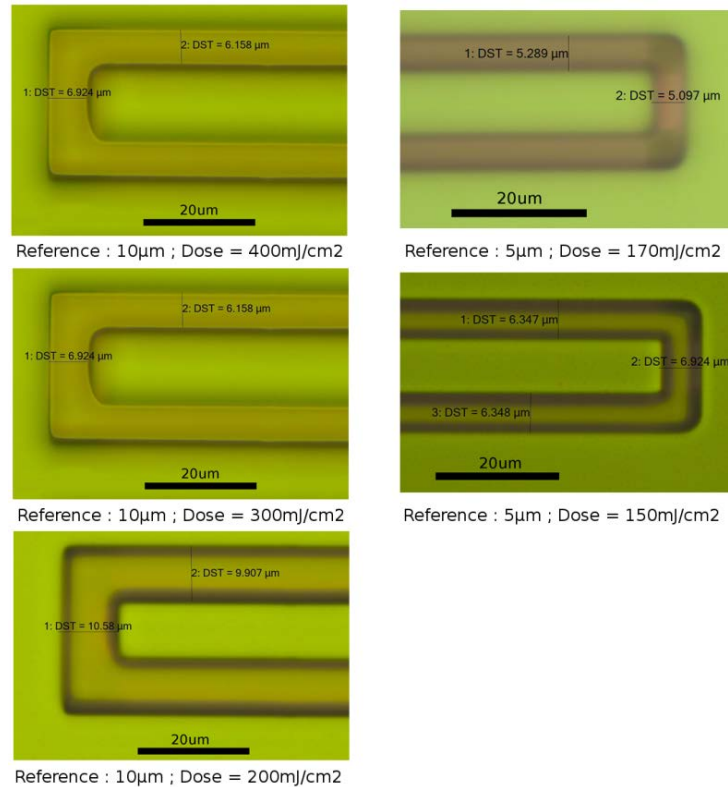 2: DST = 6.158 µm
1: DST = 6.924 µm
20um
Reference : 10µm ; Dose = 400mJ/cm2
1: DST = 5.289 µm
2: DST = 5.097 µm
20um
Reference : 5µm ; Dose = 170mJ/cm2
2: DST = 6.158 µm
1: DST = 6.924 µm
20um
Reference : 10µm ; Dose = 300mJ/cm2
1: DST = 6.347 µm
2: DST = 6.924 µm
3: DST = 6.348 µm
20um
Reference : 5µm ; Dose = 150mJ/cm2
2: DST = 9.907 µm
1: DST = 10.58 µm
20um
Reference : 10µm ; Dose = 200mJ/cm2